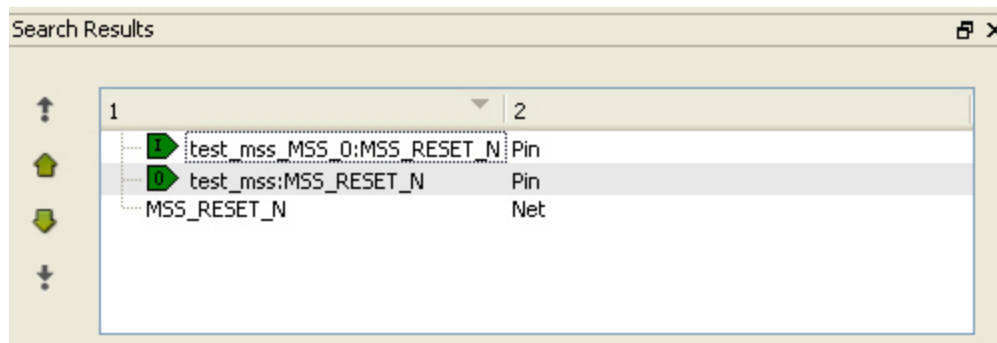 Search Results
1 2
I test_mss_MSS_0:MSS_RESET_N Pin
O test_mss:MSS_RESET_N Pin
MSS_RESET_N Net